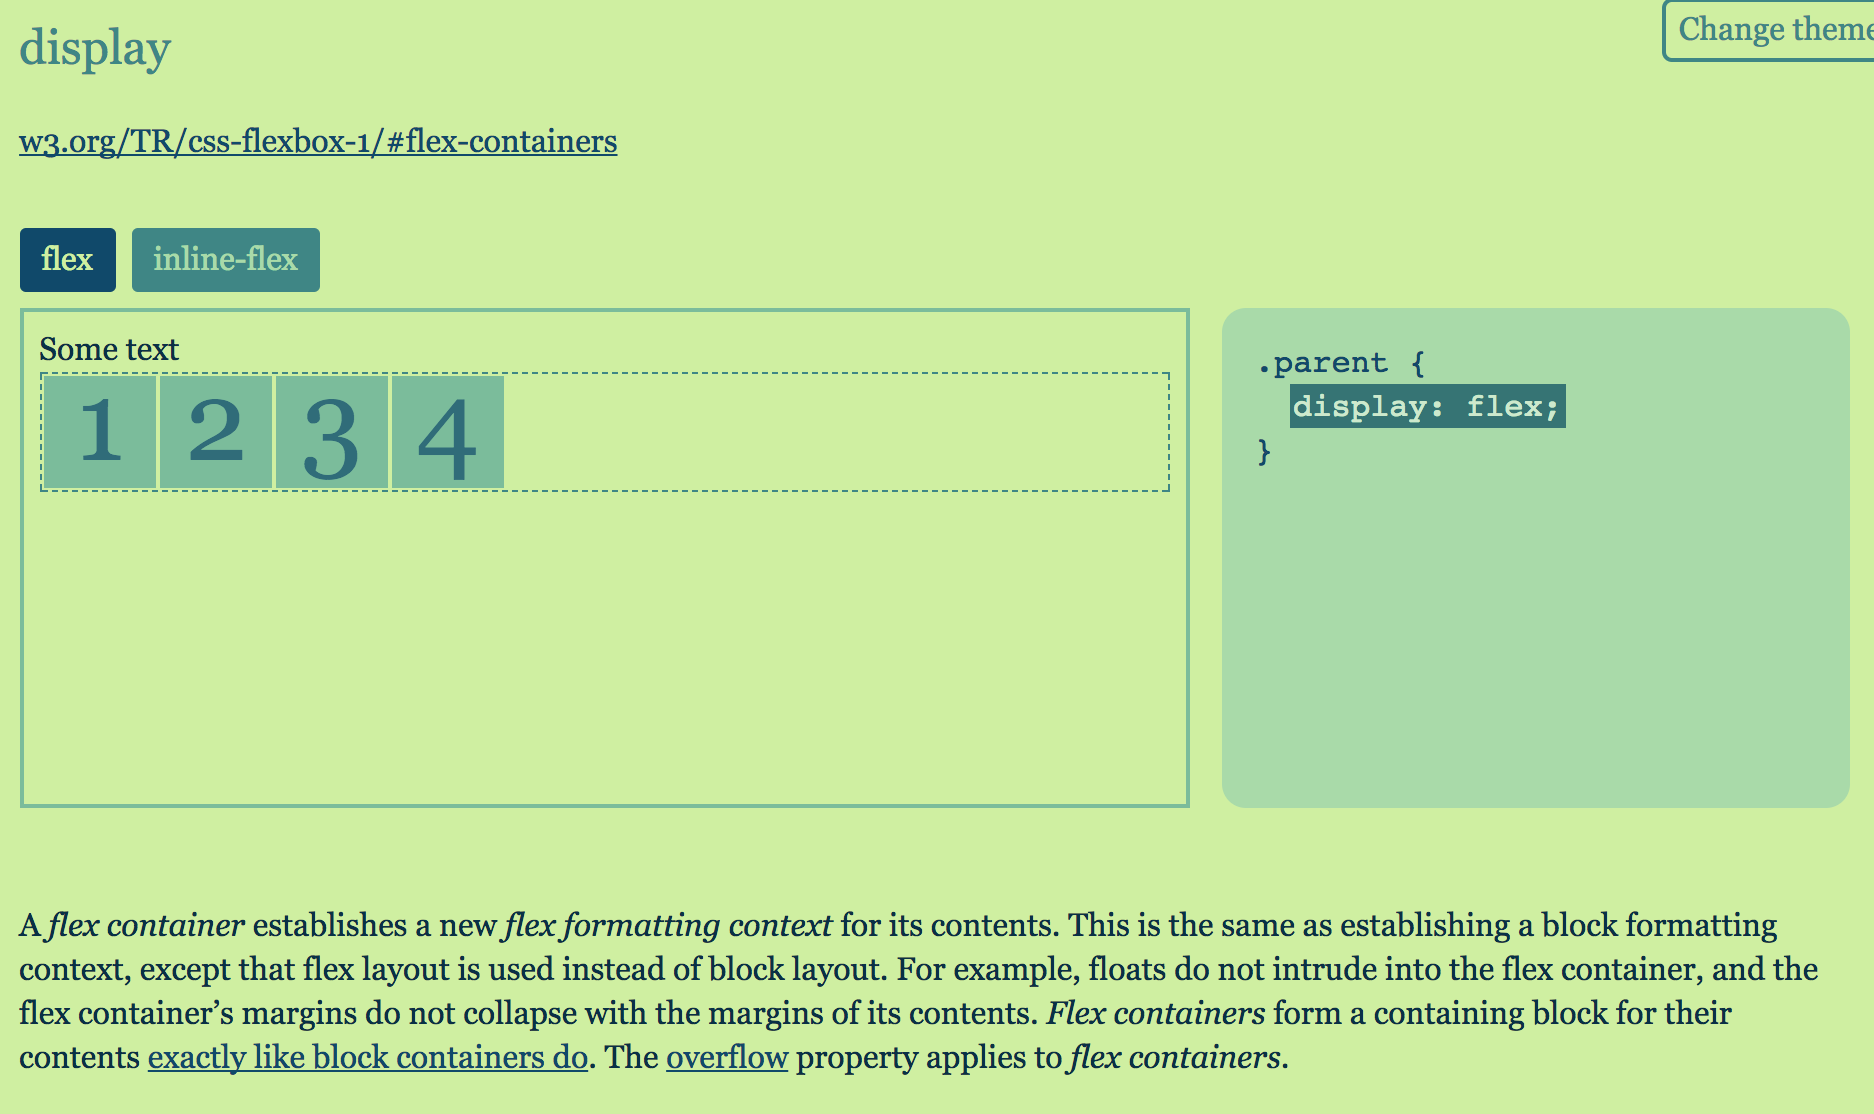 display
Change theme
w3.org/TR/css-flexbox-1/#flex-containers
flex
inline-flex
Some text
1 2 3 4
.parent {
display: flex;
}
A flex container establishes a new flex formatting context for its contents. This is the same as establishing a block formatting
context, except that flex layout is used instead of block layout. For example, floats do not intrude into the flex container, and the
flex container’s margins do not collapse with the margins of its contents. Flex containers form a containing block for their
contents exactly like block containers do. The overflow property applies to flex containers.